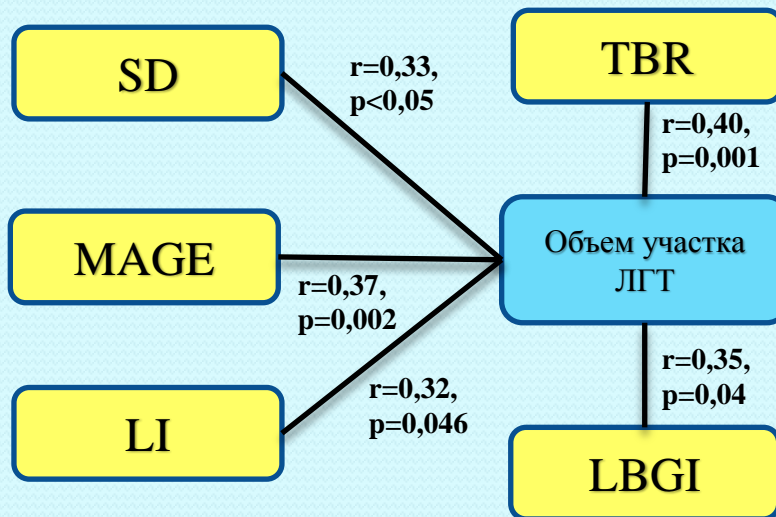 SD
r=0,33,
p<0,05
TBR
r=0,40,
p=0,001
MAGE
r=0,37,
p=0,002
Объем участка
ЛГТ
LI
r=0,32,
p=0,046
r=0,35,
p=0,04
LBGI